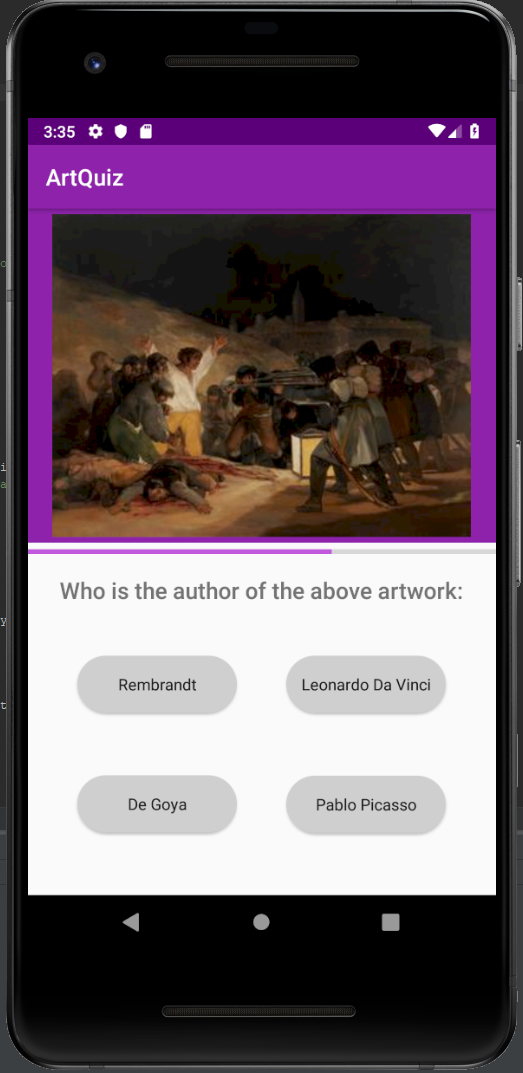 3:35
ArtQuiz
Who is the author of the above artwork:
Rembrandt
Leonardo Da Vinci
De Goya
Pablo Picasso